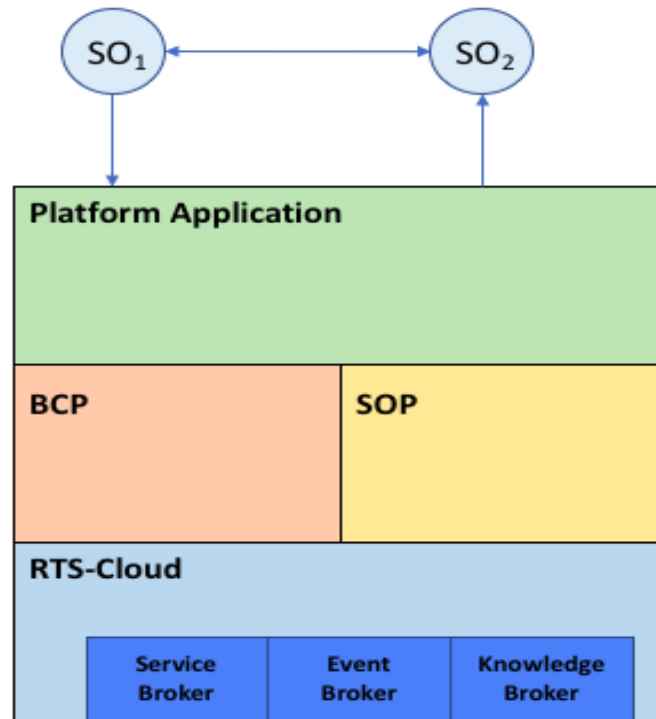 SO₁
SO₂
Platform Application
BCP
SOP
RTS-Cloud
Service
Broker
Event
Broker
Knowledge
Broker